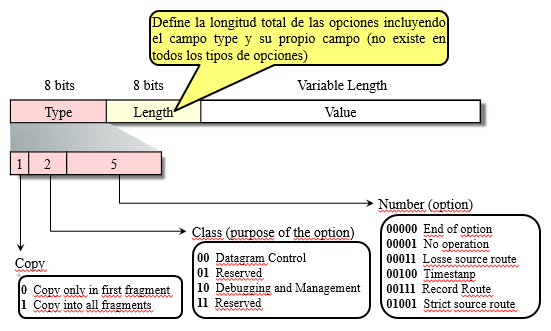 Define la longitud total de las opciones incluyendo
el campo type y su propio campo (no existe en
todos los tipos de opciones)
8 bits 8 bits Variable Length
Type Length Value
1 2 5
Number (option)
00000 End of option
00001 No operation
00011 Losse source route
00100 Timestanp
00111 Record Route
01001 Strict source route
Class (purpose of the option)
00 Datagram Control
01 Reserved
10 Debugging and Management
11 Reserved
Copy
0 Copy only in first fragment
1 Copy into all fragments